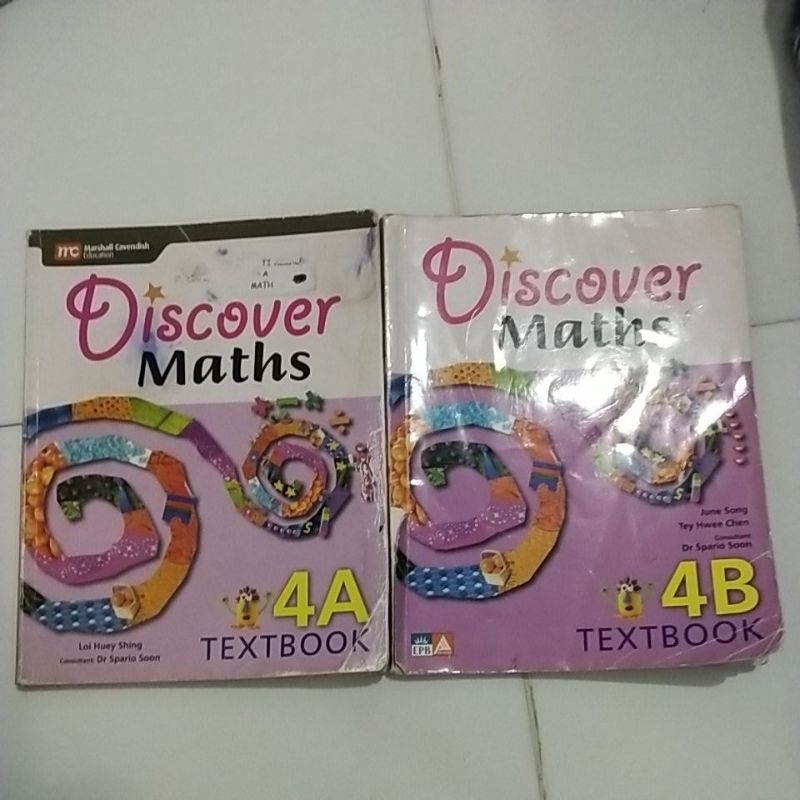 mc Marshall Cavendish
Education
A
MATH
Discover
Maths
4A
TEXTBOOK
Loi Huey Shing
Consultant: Dr Spario Soon
Discover
Maths
June Song
Tey Hwee Chen
Consultant:
Dr Spario Soon
4B
TEXTBOOK
EPB